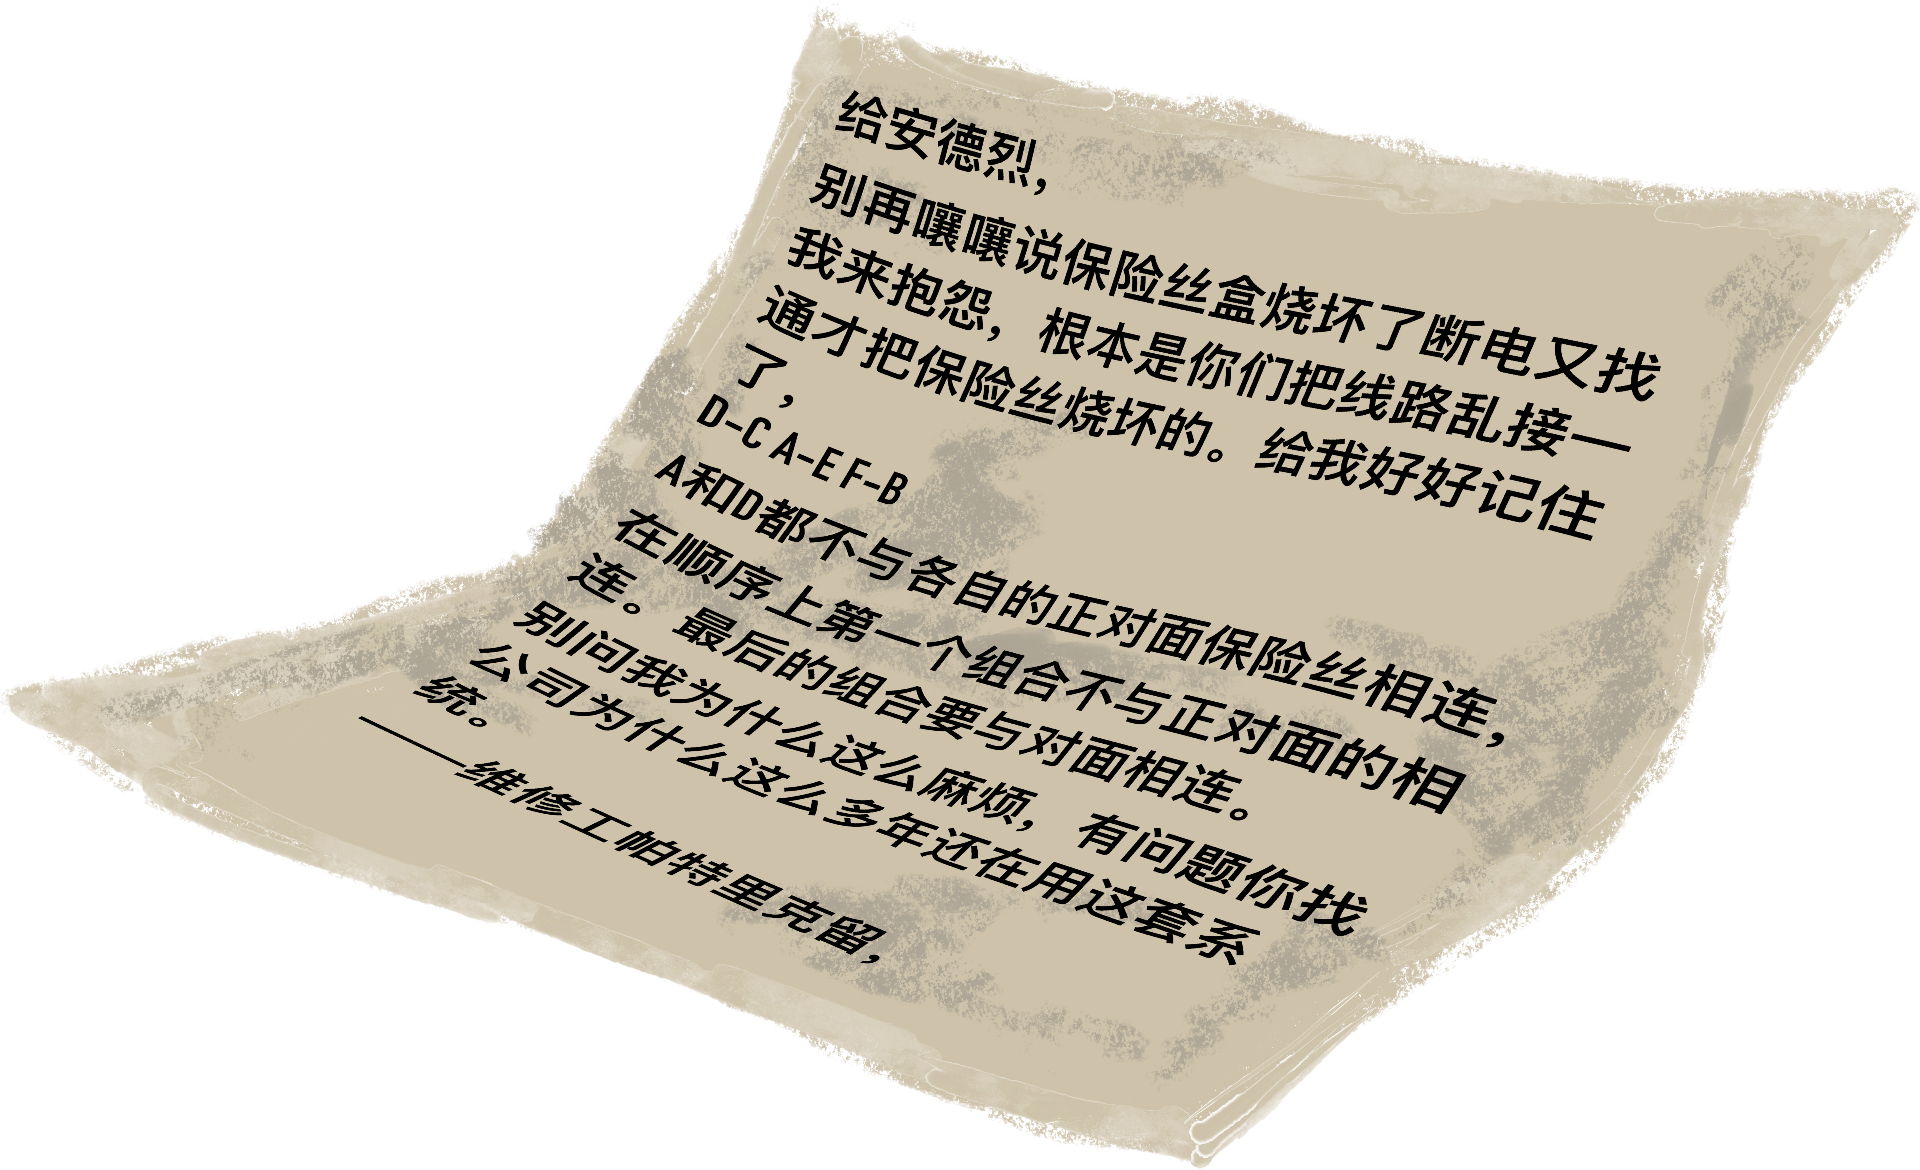 给安德烈，
别再嚷嚷说保险丝盒烧坏了断电又找
我来抱怨，根本是你们把线路乱接一
通才把保险丝烧坏的。给我好好记住
了，
D-C A-E F-B
A和D都不与各自的正对面保险丝相连，
在顺序上第一个组合不与正对面的相
连。最后的组合要与对面相连。
别问我为什么这么麻烦，有问题你找
公司为什么这么多年还在用这套系
统。
——维修工帕特里克留，